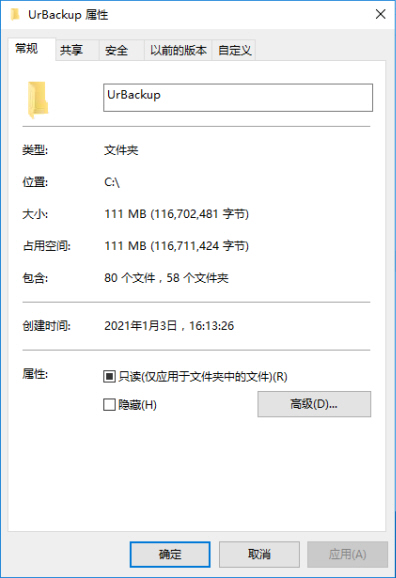 UrBackup 属性
常规 共享 安全 以前的版本 自定义
UrBackup
类型: 文件夹
位置: C:\
大小: 111 MB (116,702,481 字节)
占用空间: 111 MB (116,711,424 字节)
包含: 80 个文件，58 个文件夹
创建时间: 2021年1月3日，16:13:26
属性: 只读(仅应用于文件夹中的文件)(R)
隐藏(H) 高级(D)...
确定 取消 应用(A)